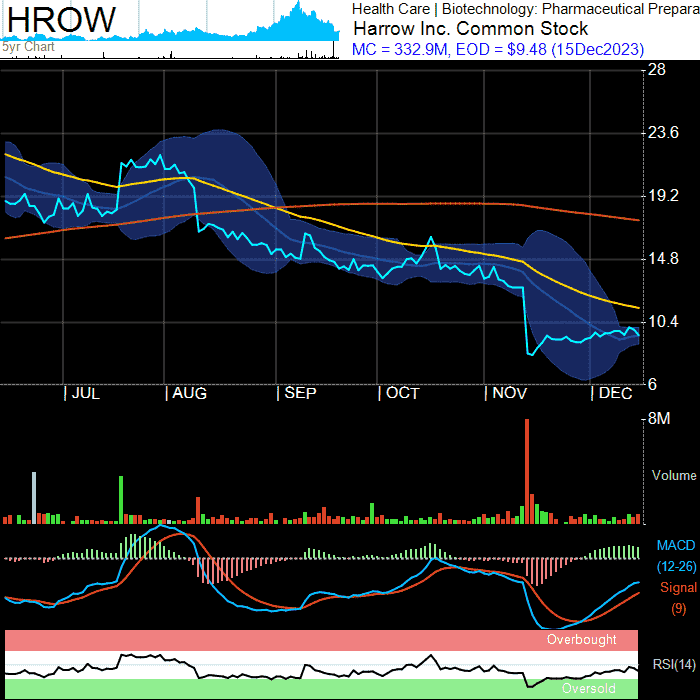 HROW
5yr Chart
Health Care | Biotechnology: Pharmaceutical Prepara
Harrow Inc. Common Stock
MC = 332.9M, EOD = $9.48 (15Dec2023)
28
23.6
19.2
14.8
10.4
6
| JUL | AUG | SEP | OCT | NOV | DEC
8M
Volume
MACD
(12-26)
Signal
(9)
Overbought
RSI(14)
Oversold